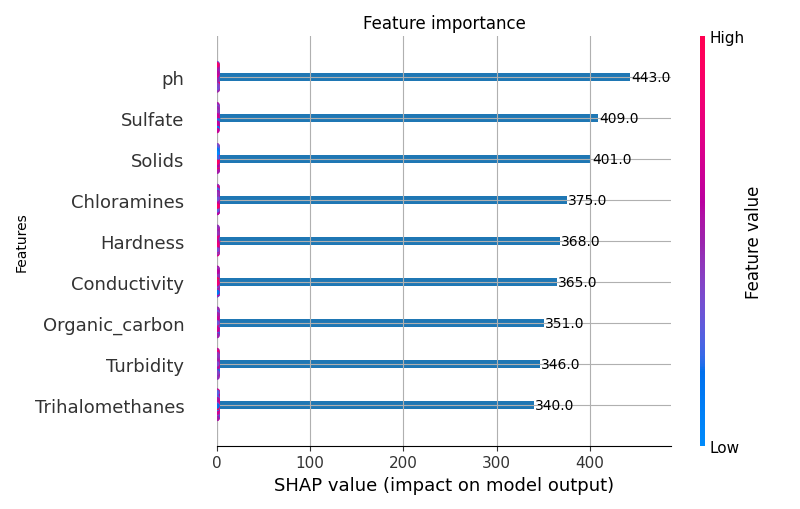 Feature importance
High
ph 443.0
Sulfate 409.0
Solids 401.0
Chloramines 375.0
Hardness 368.0
Conductivity 365.0
Organic_carbon 351.0
Turbidity 346.0
Trihalomethanes 340.0
Features
Feature value
Low
0 100 200 300 400
SHAP value (impact on model output)